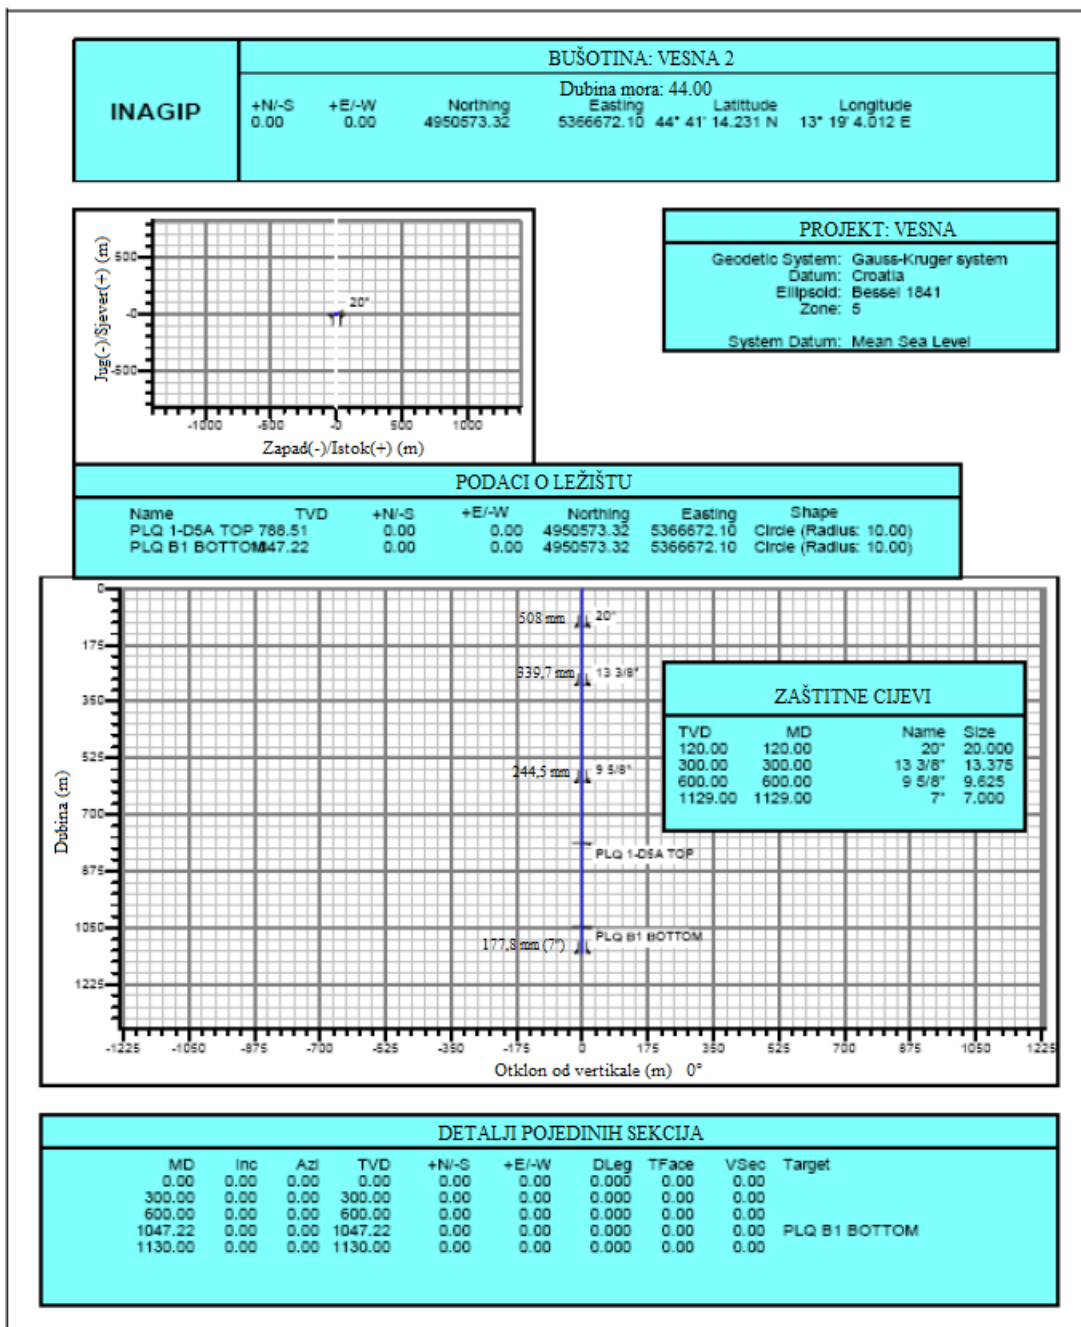 INAGIP
BUŠOTINA: VESNA 2
Dubina mora: 44.00
+N/-S +E/-W Northing Easting Latittude Longitude
0.00 0.00 4950573.32 5366672.10 44° 41' 14.231 N 13° 19' 4.012 E
Jug(-)/Sjever(+) (m)
500
-0
-500
20"
-1000 -500 -0 500 1000
Zapad(-)/Istok(+) (m)
PROJEKT: VESNA
Geodetic System: Gauss-Kruger system
Datum: Croatia
Ellipsoid: Bessel 1841
Zone: 5
System Datum: Mean Sea Level
PODACI O LEŽIŠTU
Name TVD +N/-S +E/-W Northing Easting Shape
PLQ 1-D5A TOP 788.51 0.00 0.00 4950573.32 5366672.10 Circle (Radius: 10.00)
PLQ B1 BOTTOM 1047.22 0.00 0.00 4950573.32 5366672.10 Circle (Radius: 10.00)
Dubina (m)
0
175
350
525
700
875
1050
1225
508 mm 20"
339,7 mm 13 3/8"
244,5 mm 9 5/8"
PLQ 1-D5A TOP
PLQ B1 BOTTOM
177,8 mm (7")
ZAŠTITNE CIJEVI
TVD MD Name Size
120.00 120.00 20" 20.000
300.00 300.00 13 3/8" 13.375
600.00 600.00 9 5/8" 9.625
1129.00 1129.00 7" 7.000
-1225 -1050 -875 -700 -525 -350 -175 0 175 350 525 700 875 1050 1225
Otklon od vertikale (m) 0°
DETALJI POJEDINIH SEKCIJA
MD Inc Azi TVD +N/-S +E/-W DLeg TFace VSec Target
0.00 0.00 0.00 0.00 0.00 0.00 0.000 0.00 0.00
300.00 0.00 0.00 300.00 0.00 0.00 0.000 0.00 0.00
600.00 0.00 0.00 600.00 0.00 0.00 0.000 0.00 0.00
1047.22 0.00 0.00 1047.22 0.00 0.00 0.000 0.00 0.00 PLQ B1 BOTTOM
1130.00 0.00 0.00 1130.00 0.00 0.00 0.000 0.00 0.00